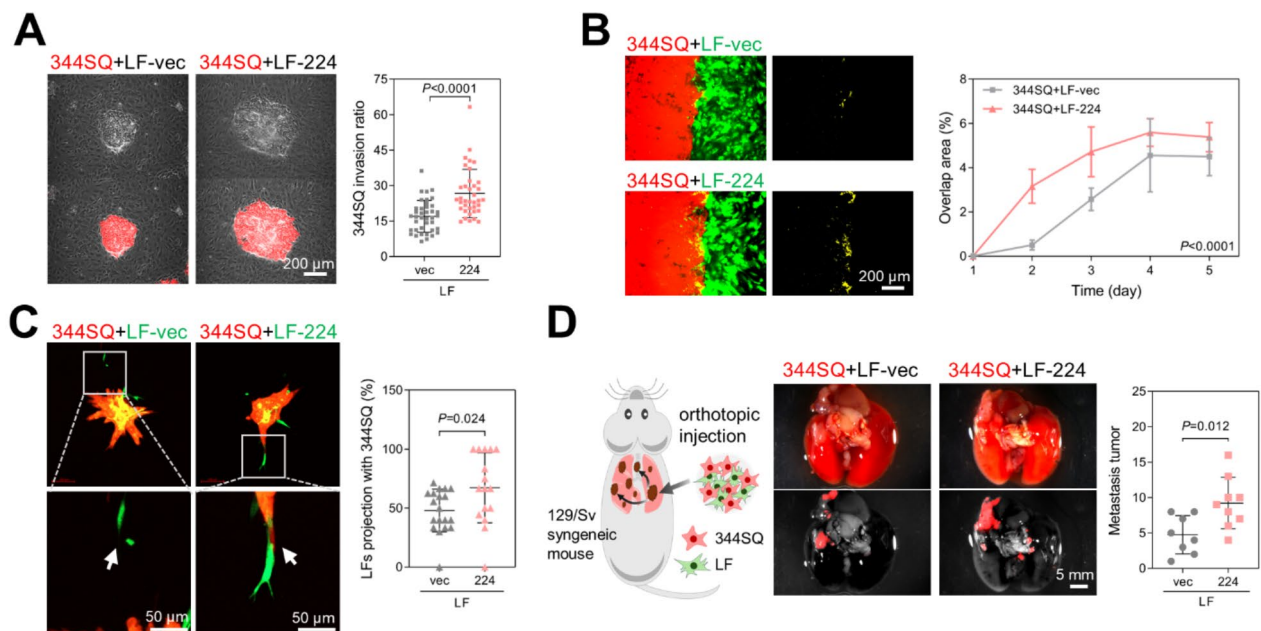 A
344SQ+LF-vec 344SQ+LF-224
200 µm
344SQ invasion ratio
75
60
45
30
15
0
P<0.0001
vec 224
LF
B
344SQ+LF-vec
344SQ+LF-224
200 µm
Overlap area (%)
8
6
4
2
0
344SQ+LF-vec
344SQ+LF-224
P<0.0001
1 2 3 4 5
Time (day)
C
344SQ+LF-vec 344SQ+LF-224
50 µm 50 µm
LFs projection with 344SQ (%)
150
100
50
0
P=0.024
vec 224
LF
D
orthotopic
injection
129/Sv
syngeneic
mouse
344SQ
LF
344SQ+LF-vec 344SQ+LF-224
5 mm
Metastasis tumor
25
20
15
10
5
0
P=0.012
vec 224
LF